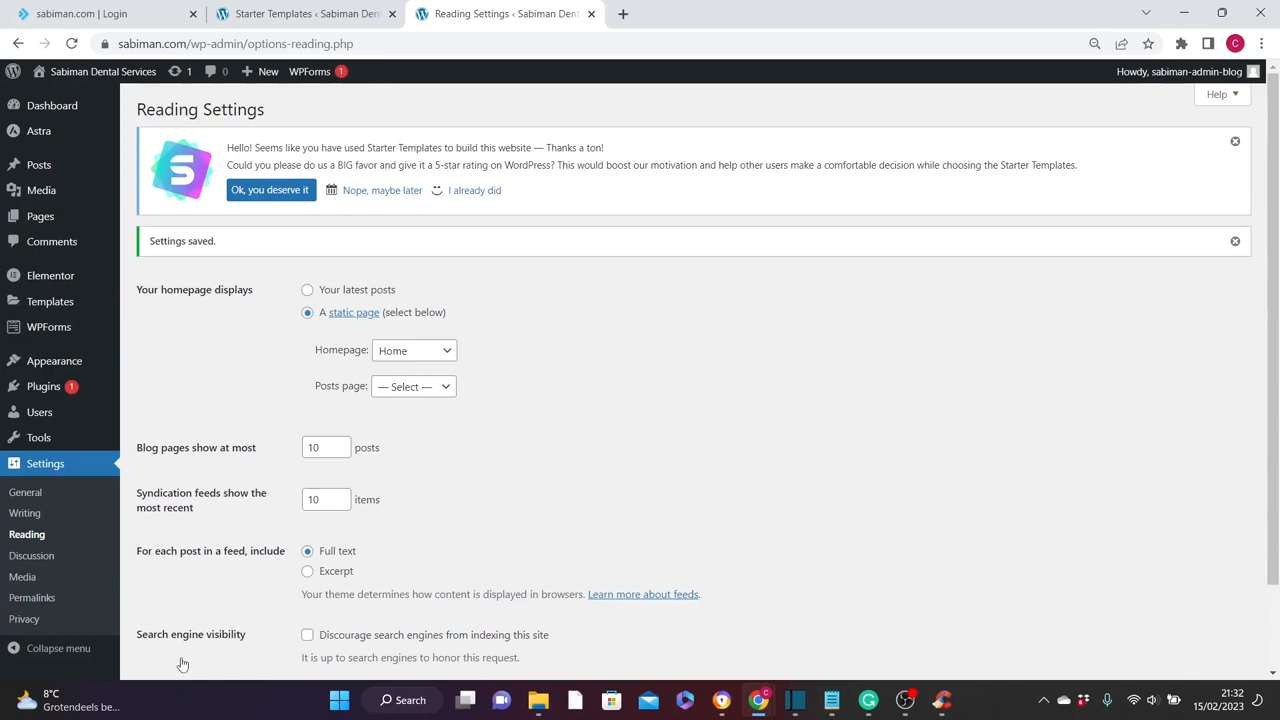 sabiman.com | Login
Starter Templates ‹ Sabiman Den
Reading Settings ‹ Sabiman Dent
sabiman.com/wp-admin/options-reading.php
C
Sabiman Dental Services
1
0
New
WPForms
1
Howdy, sabiman-admin-blog
Dashboard
Astra
Posts
Media
Pages
Comments
Elementor
Templates
WPForms
Appearance
Plugins
1
Users
Tools
Settings
General
Writing
Reading
Discussion
Media
Permalinks
Privacy
Collapse menu
Help
Reading Settings
Hello! Seems like you have used Starter Templates to build this website — Thanks a ton!
Could you please do us a BIG favor and give it a 5-star rating on WordPress? This would boost our motivation and help other users make a comfortable decision while choosing the Starter Templates.
Ok, you deserve it
Nope, maybe later
I already did
Settings saved.
Your homepage displays
Your latest posts
A static page (select below)
Homepage: Home
Posts page: — Select —
Blog pages show at most
10 posts
Syndication feeds show the
most recent
10 items
For each post in a feed, include
Full text
Excerpt
Your theme determines how content is displayed in browsers. Learn more about feeds.
Search engine visibility
Discourage search engines from indexing this site
It is up to search engines to honor this request.
8°C
Grotendeels be...
Search
C
21:32
15/02/2023